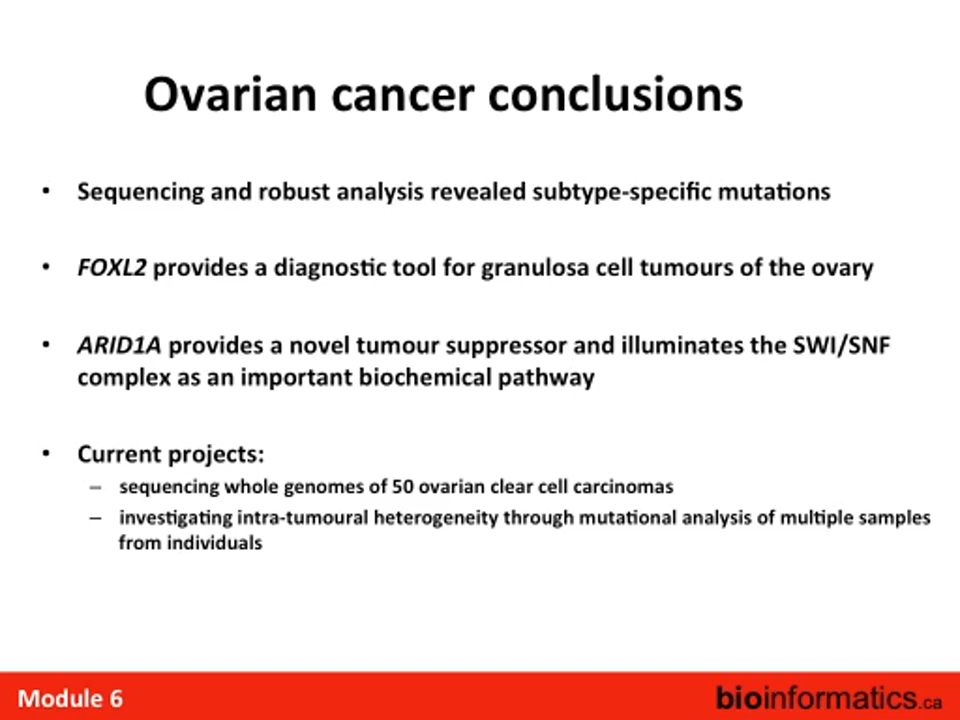 Ovarian cancer conclusions
• Sequencing and robust analysis revealed subtype-specific mutations
• FOXL2 provides a diagnostic tool for granulosa cell tumours of the ovary
• ARID1A provides a novel tumour suppressor and illuminates the SWI/SNF
complex as an important biochemical pathway
• Current projects:
– sequencing whole genomes of 50 ovarian clear cell carcinomas
– investigating intra-tumoural heterogeneity through mutational analysis of multiple samples
from individuals
Module 6
bioinformatics.ca